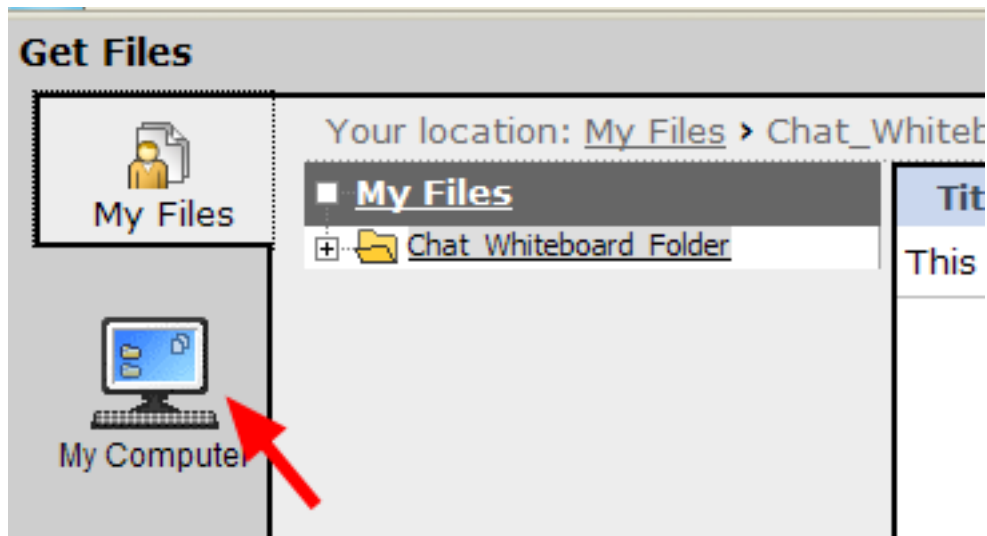 Get Files
My Files
Your location: My Files › Chat_Whiteb
My Files
Chat_Whiteboard_Folder
Tit
This
My Computer